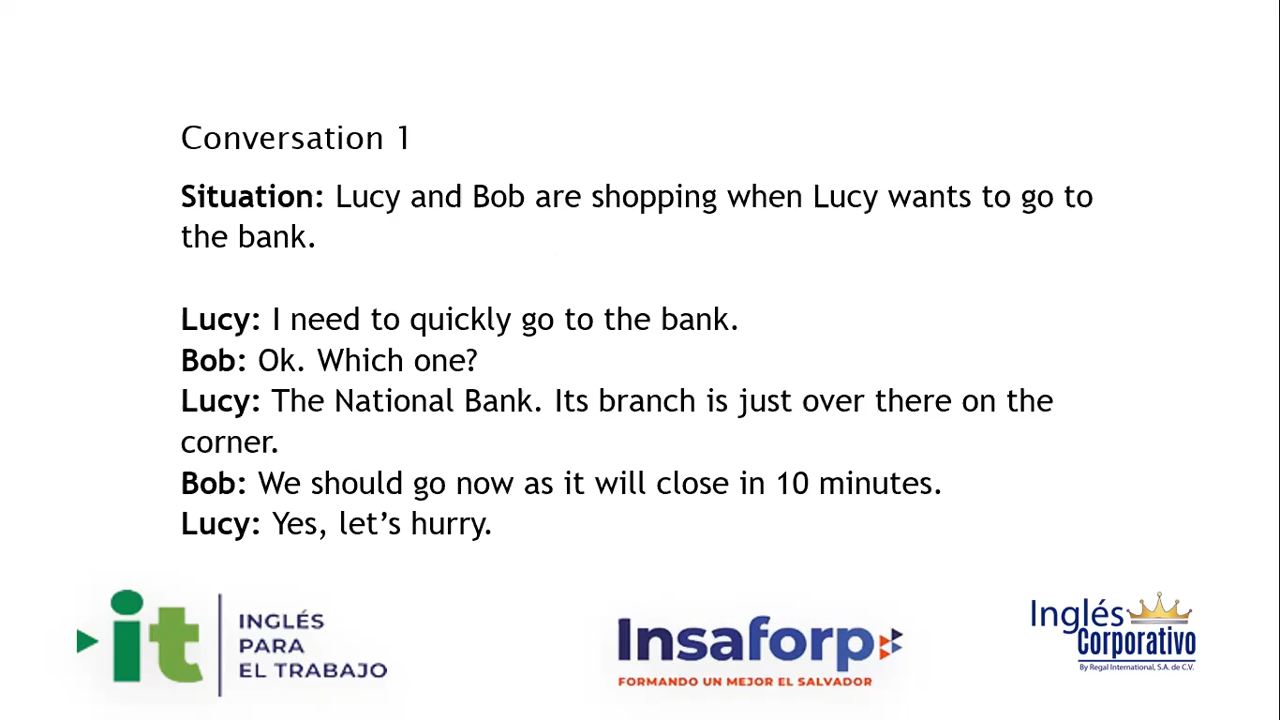 Conversation 1
Situation: Lucy and Bob are shopping when Lucy wants to go to
the bank.
Lucy: I need to quickly go to the bank.
Bob: Ok. Which one?
Lucy: The National Bank. Its branch is just over there on the
corner.
Bob: We should go now as it will close in 10 minutes.
Lucy: Yes, let’s hurry.
it
INGLÉS
PARA
EL TRABAJO
Insaforp
FORMANDO UN MEJOR EL SALVADOR
Inglés
Corporativo
By Regal International, S.A. de C.V.